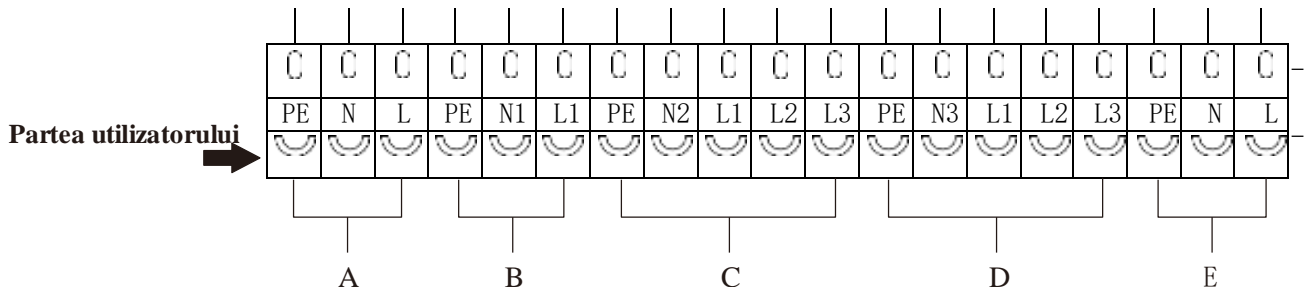 PE N L PE N1 L1 PE N2 L1 L2 L3 PE N3 L1 L2 L3 PE N L
Partea utilizatorului
A B C D E